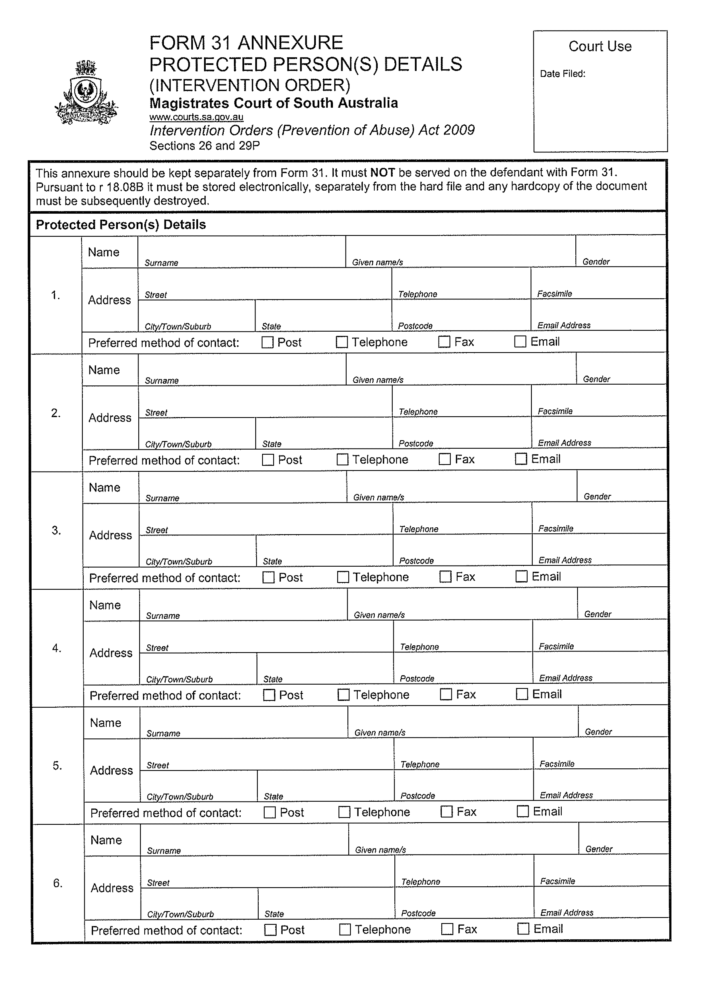 FORM 31 ANNEXURE
PROTECTED PERSON(S) DETAILS
(INTERVENTION ORDER)
Magistrates Court of South Australia
www.courts.sa.gov.au
Intervention Orders (Prevention of Abuse) Act 2009
Sections 26 and 29P
Court Use
Date Filed:
This annexure should be kept separately from Form 31. It must NOT be served on the defendant with Form 31.
Pursuant to r 18.08B it must be stored electronically, separately from the hard file and any hardcopy of the document
must be subsequently destroyed.
Protected Person(s) Details
1.
Name
Surname Given name/s Gender
Address
Street Telephone Facsimile
City/Town/Suburb State Postcode Email Address
Preferred method of contact: Post Telephone Fax Email
2.
Name
Surname Given name/s Gender
Address
Street Telephone Facsimile
City/Town/Suburb State Postcode Email Address
Preferred method of contact: Post Telephone Fax Email
3.
Name
Surname Given name/s Gender
Address
Street Telephone Facsimile
City/Town/Suburb State Postcode Email Address
Preferred method of contact: Post Telephone Fax Email
4.
Name
Surname Given name/s Gender
Address
Street Telephone Facsimile
City/Town/Suburb State Postcode Email Address
Preferred method of contact: Post Telephone Fax Email
5.
Name
Surname Given name/s Gender
Address
Street Telephone Facsimile
City/Town/Suburb State Postcode Email Address
Preferred method of contact: Post Telephone Fax Email
6.
Name
Surname Given name/s Gender
Address
Street Telephone Facsimile
City/Town/Suburb State Postcode Email Address
Preferred method of contact: Post Telephone Fax Email